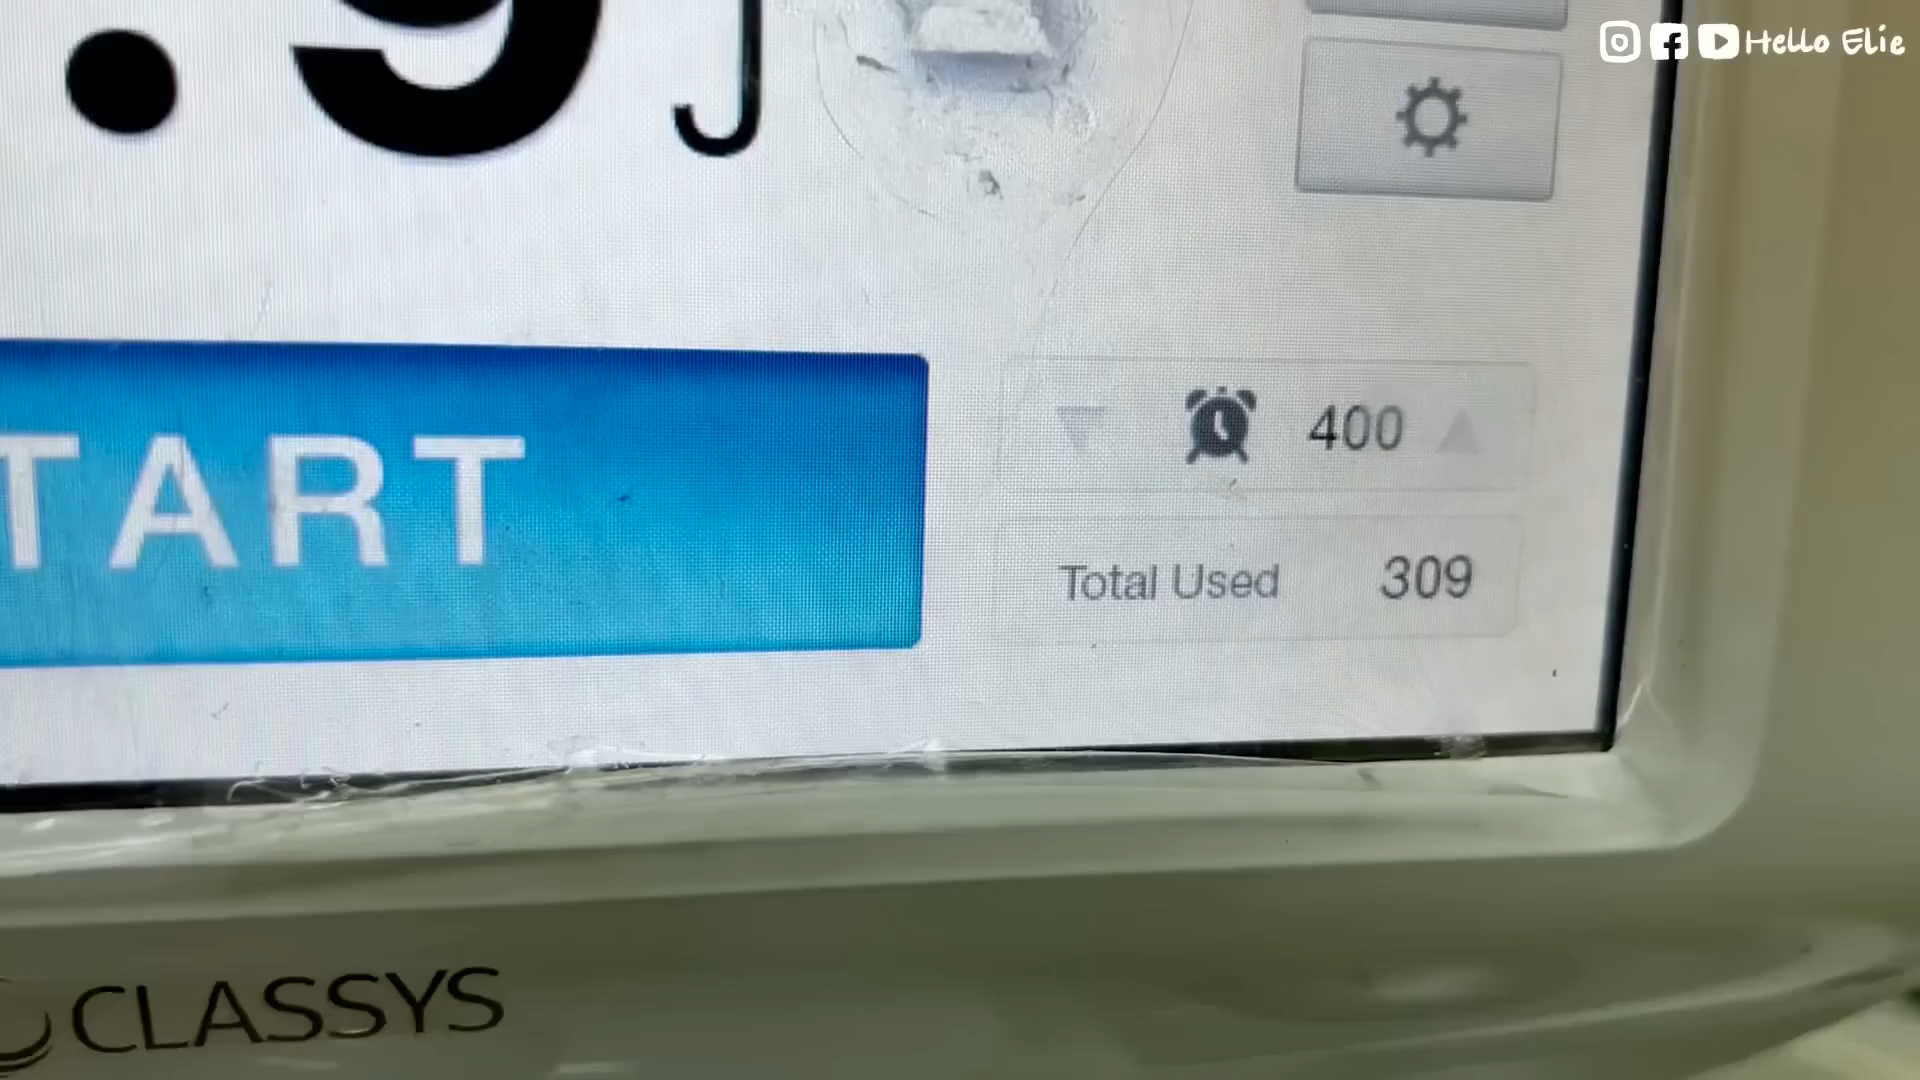 Hello Elie
.9 J
TART
400
Total Used 309
CLASSYS